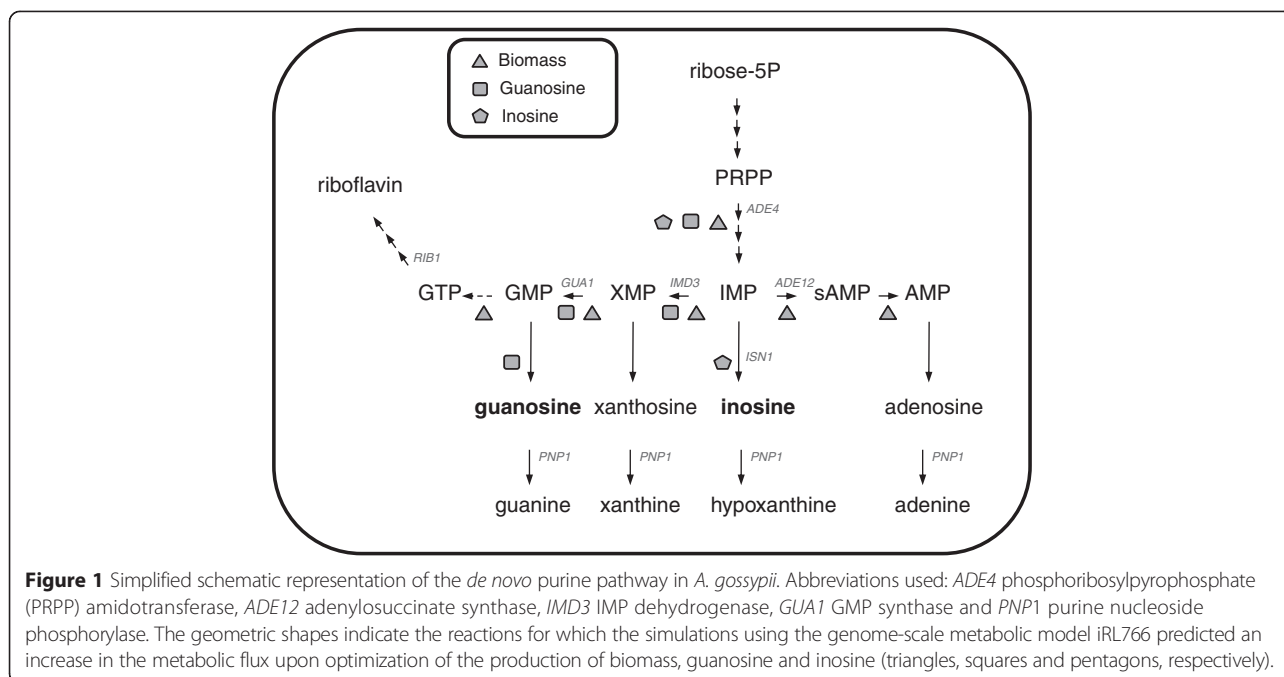 Biomass
Guanosine
Inosine
ribose-5P
PRPP
riboflavin
ADE4
RIB1
GTP GMP GUA1 XMP IMD3 IMP ADE12 sAMP AMP
ISN1
guanosine xanthosine inosine adenosine
PNP1 PNP1 PNP1 PNP1
guanine xanthine hypoxanthine adenine
Figure 1 Simplified schematic representation of the de novo purine pathway in A. gossypii. Abbreviations used: ADE4 phosphoribosylpyrophosphate
(PRPP) amidotransferase, ADE12 adenylosuccinate synthase, IMD3 IMP dehydrogenase, GUA1 GMP synthase and PNP1 purine nucleoside
phosphorylase. The geometric shapes indicate the reactions for which the simulations using the genome-scale metabolic model iRL766 predicted an
increase in the metabolic flux upon optimization of the production of biomass, guanosine and inosine (triangles, squares and pentagons, respectively).